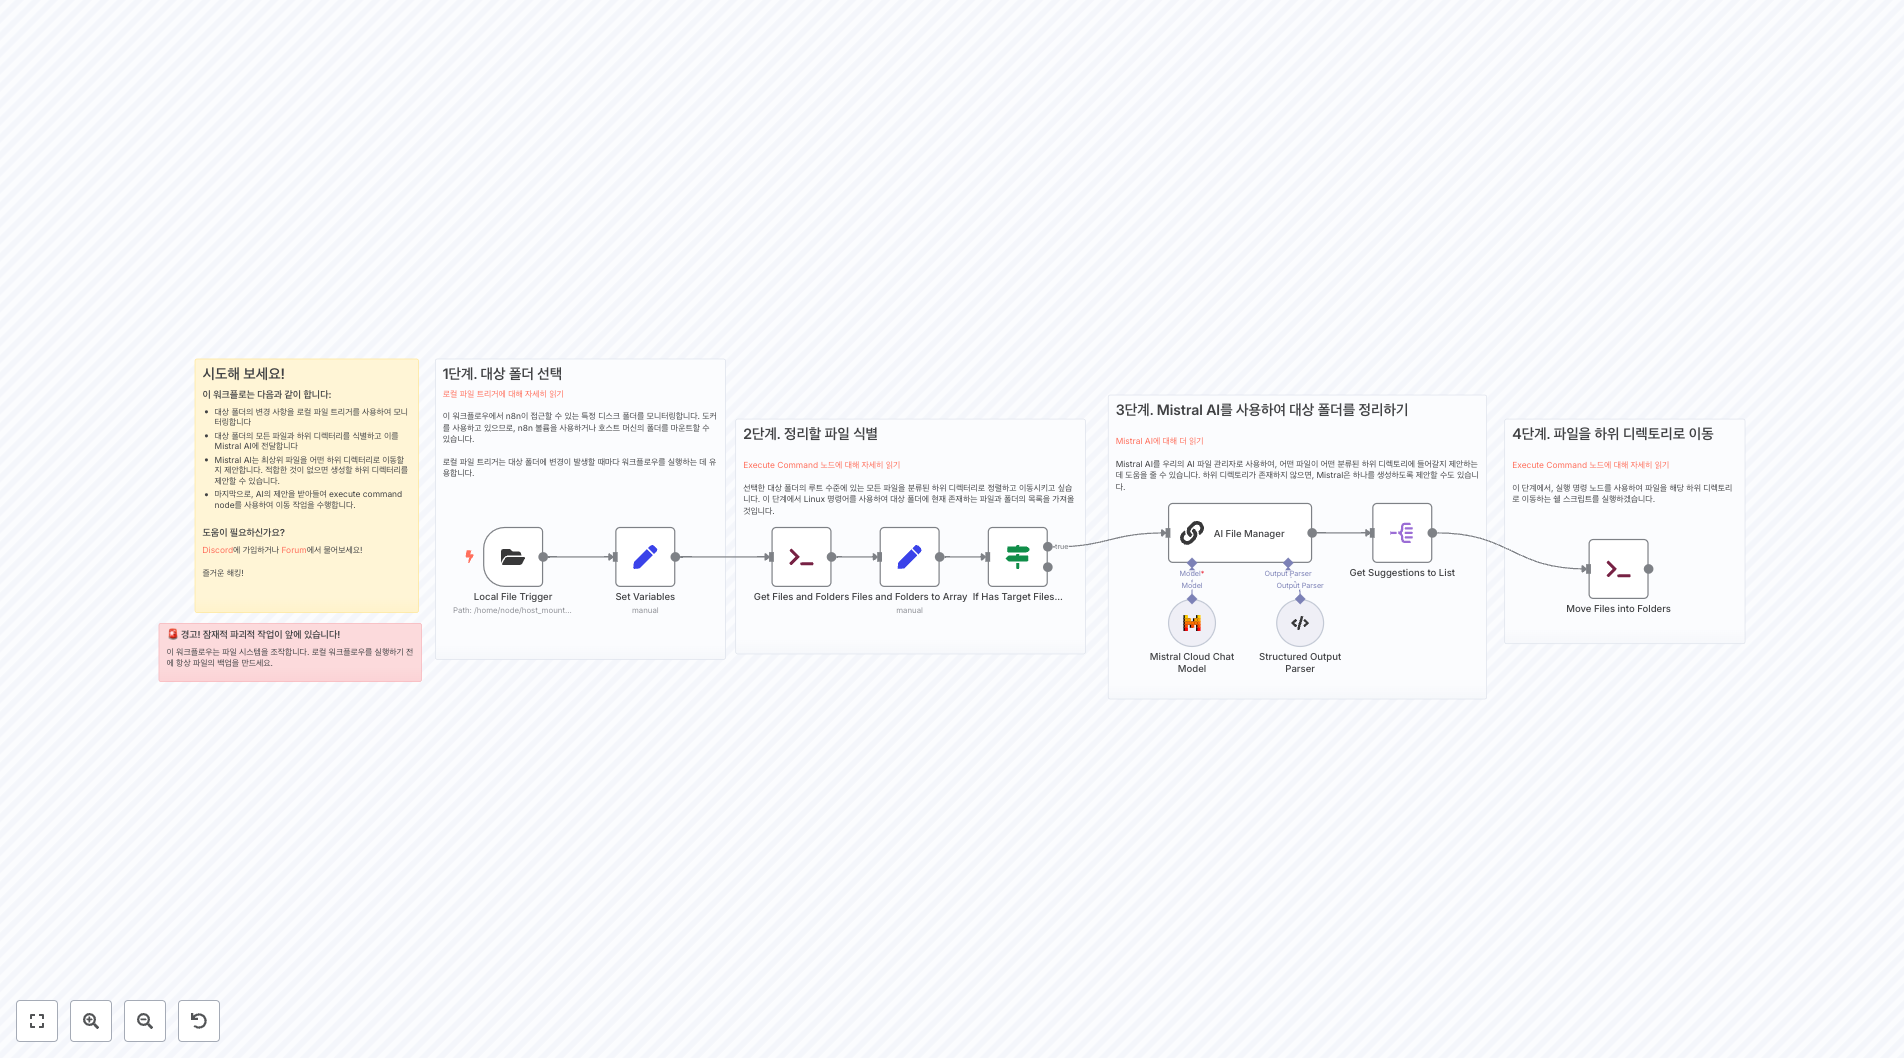 시도해 보세요!
이 워크플로는 다음과 같이 합니다:
대상 폴더의 변경 사항을 로컬 파일 트리거를 사용하여 모니
터링합니다
대상 폴더의 모든 파일과 하위 디렉터리를 식별하고 이를
Mistral AI에 전달합니다
Mistral AI는 최상위 파일을 어떤 하위 디렉터리로 이동할
지 제안합니다. 적합한 것이 없으면 생성할 하위 디렉터리를
제안할 수 있습니다.
마지막으로, AI의 제안을 받아들여 execute command
node를 사용하여 이동 작업을 수행합니다.
도움이 필요하신가요?
Discord에 가입하거나 Forum에서 물어보세요!
즐거운 해킹!
🚨 경고! 잠재적 파괴적 작업이 앞에 있습니다!
이 워크플로우는 파일 시스템을 조작합니다. 로컬 워크플로우를 실행하기 전
에 항상 파일의 백업을 만드세요.
1단계. 대상 폴더 선택
로컬 파일 트리거에 대해 자세히 읽기
이 워크플로우에서 n8n이 접근할 수 있는 특정 디스크 폴더를 모니터링합니다. 도커
를 사용하고 있으므로, n8n 볼륨을 사용하거나 호스트 머신의 폴더를 마운트할 수
있습니다.
로컬 파일 트리거는 대상 폴더에 변경이 발생할 때마다 워크플로우를 실행하는 데 유
용합니다.
Local File Trigger
Path: /home/node/host_mount...
Set Variables
manual
2단계. 정리할 파일 식별
Execute Command 노드에 대해 자세히 읽기
선택한 대상 폴더의 루트 수준에 있는 모든 파일을 분류된 하위 디렉터리로 정렬하고 이동시키고 싶습
니다. 이 단계에서 Linux 명령어를 사용하여 대상 폴더에 현재 존재하는 파일과 폴더의 목록을 가져올
것입니다.
Get Files and Folders
Files and Folders to Array
manual
If Has Target Files...
true
3단계. Mistral AI를 사용하여 대상 폴더를 정리하기
Mistral AI에 대해 더 읽기
Mistral AI를 우리의 AI 파일 관리자로 사용하여, 어떤 파일이 어떤 분류된 하위 디렉토리에 들어갈지 제안하는
데 도움을 줄 수 있습니다. 하위 디렉토리가 존재하지 않으면, Mistral은 하나를 생성하도록 제안할 수도 있습니
다.
AI File Manager
Model*
Output Parser
Model
Output Parser
Mistral Cloud Chat
Model
Structured Output
Parser
Get Suggestions to List
4단계. 파일을 하위 디렉토리로 이동
Execute Command 노드에 대해 자세히 읽기
이 단계에서, 실행 명령 노드를 사용하여 파일을 해당 하위 디렉토리
로 이동하는 쉘 스크립트를 실행하겠습니다.
Move Files into Folders